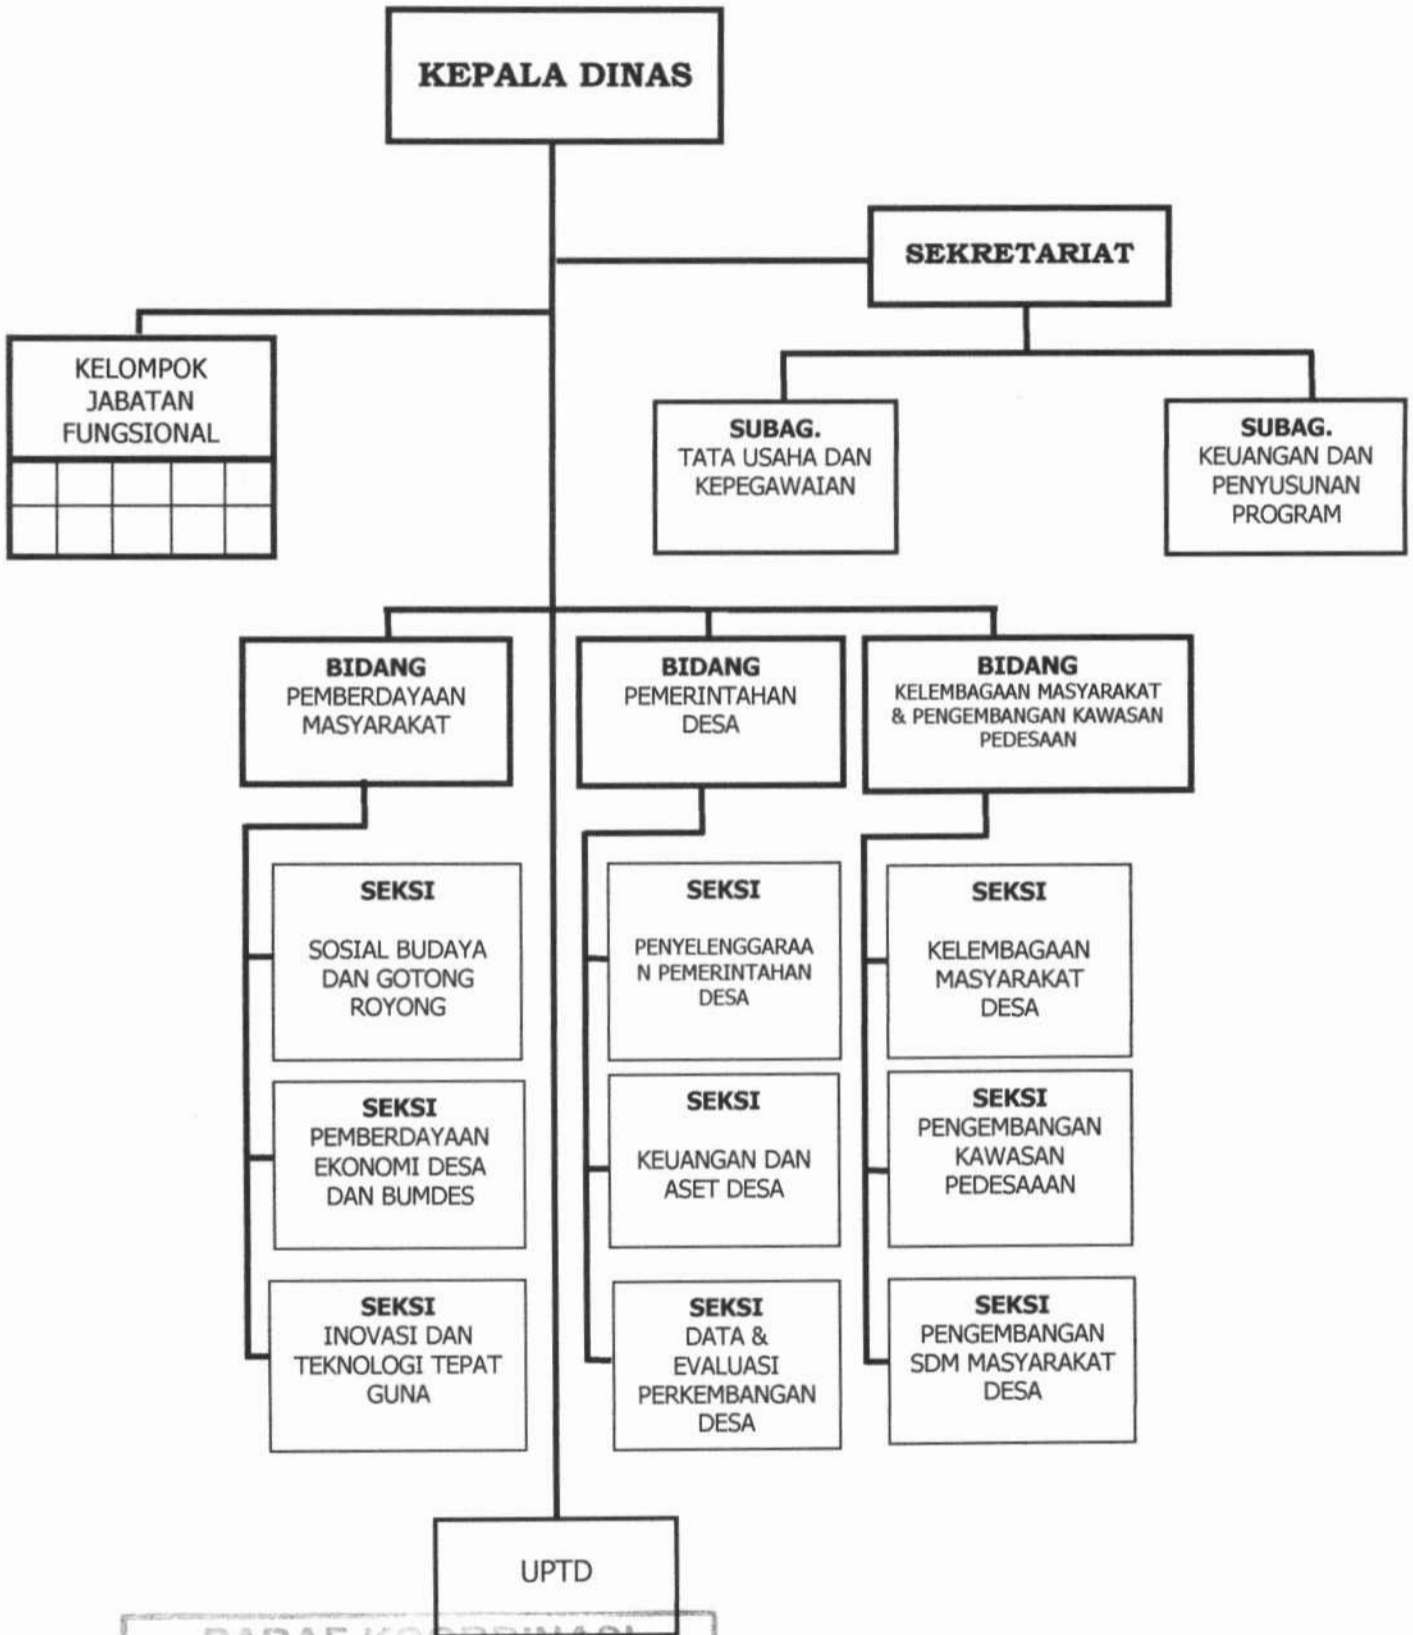 KEPALA DINAS
SEKRETARIAT
KELOMPOK
JABATAN
FUNGSIONAL
SUBAG.
TATA USAHA DAN
KEPEGAWAIAN
SUBAG.
KEUANGAN DAN
PENYUSUNAN
PROGRAM
BIDANG
PEMBERDAYAAN
MASYARAKAT
BIDANG
PEMERINTAHAN
DESA
BIDANG
KELEMBAGAAN MASYARAKAT
& PENGEMBANGAN KAWASAN
PEDESAAN
SEKSI
SOSIAL BUDAYA
DAN GOTONG
ROYONG
SEKSI
PEMBERDAYAAN
EKONOMI DESA
DAN BUMDES
SEKSI
INOVASI DAN
TEKNOLOGI TEPAT
GUNA
SEKSI
PENYELENGGARAA
N PEMERINTAHAN
DESA
SEKSI
KEUANGAN DAN
ASET DESA
SEKSI
DATA &
EVALUASI
PERKEMBANGAN
DESA
SEKSI
KELEMBAGAAN
MASYARAKAT
DESA
SEKSI
PENGEMBANGAN
KAWASAN
PEDESAAAN
SEKSI
PENGEMBANGAN
SDM MASYARAKAT
DESA
UPTD
PARAF KOORDINASI